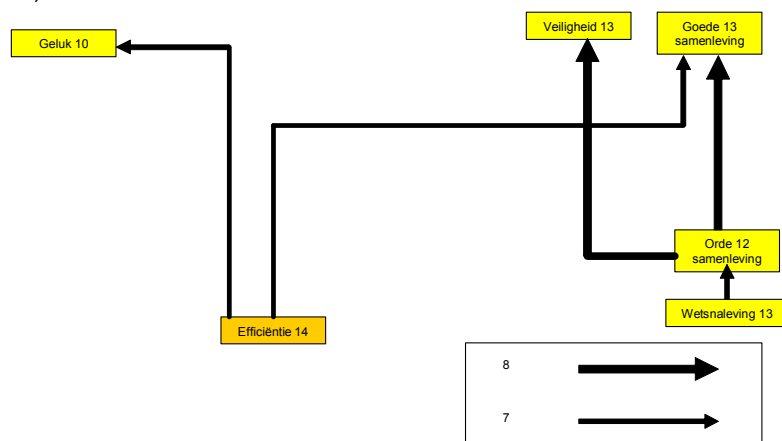 Geluk 10
Veiligheid 13
Goede 13
samenleving
Orde 12
samenleving
Wetsnaleving 13
Efficiëntie 14
8
7